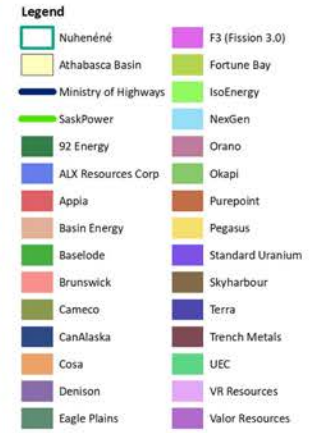 Legend
Nuhenéné
Athabasca Basin
Ministry of Highways
SaskPower
92 Energy
ALX Resources Corp
Appia
Basin Energy
Baselode
Brunswick
Cameco
CanAlaska
Cosa
Denison
Eagle Plains
F3 (Fission 3.0)
Fortune Bay
IsoEnergy
NexGen
Orano
Okapi
Purepoint
Pegasus
Standard Uranium
Skyharbour
Terra
Trench Metals
UEC
VR Resources
Valor Resources